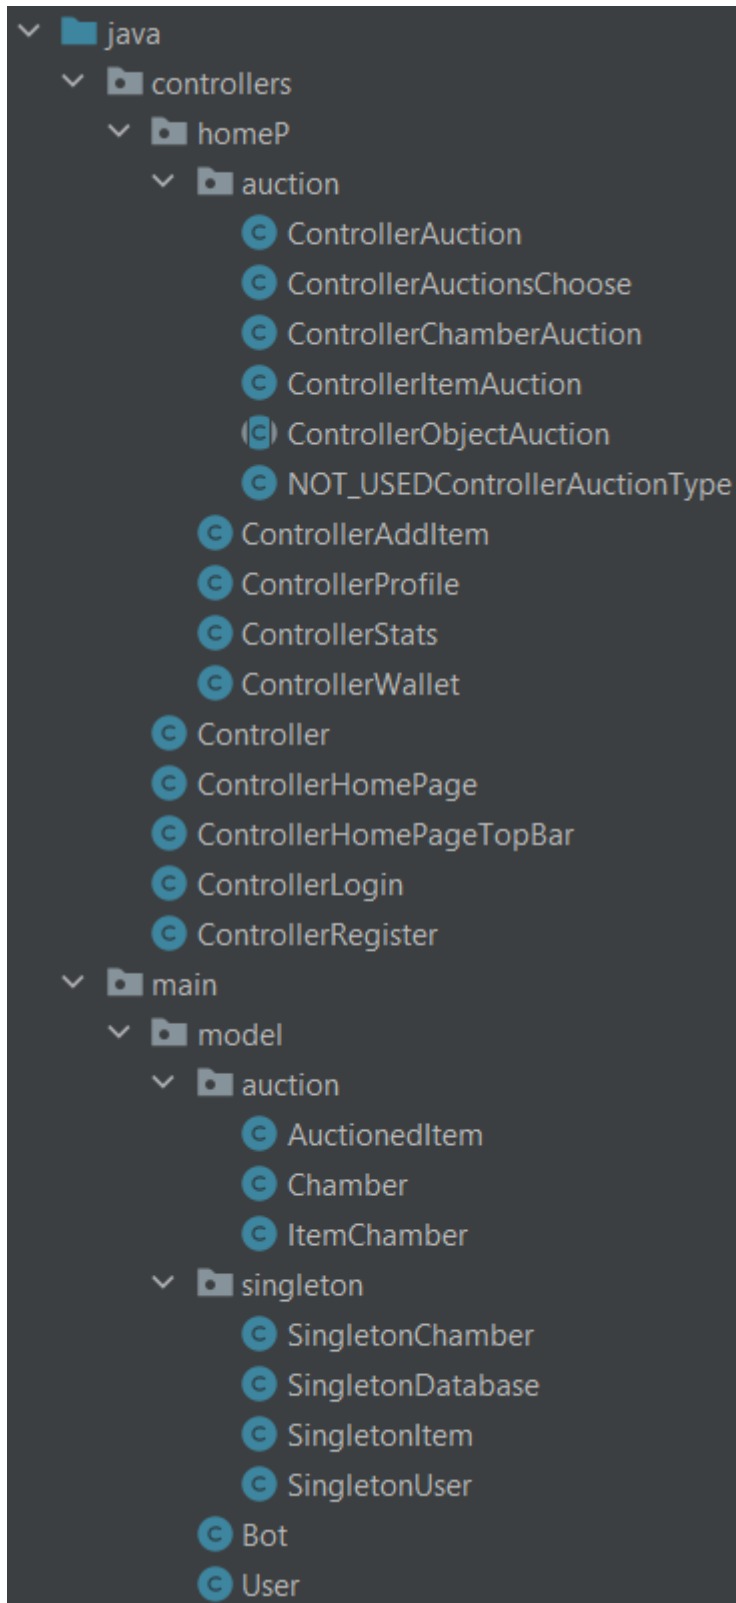 java
controllers
homeP
auction
ControllerAuction
ControllerAuctionsChoose
ControllerChamberAuction
ControllerItemAuction
ControllerObjectAuction
NOT_USEDControllerAuctionType
ControllerAddItem
ControllerProfile
ControllerStats
ControllerWallet
Controller
ControllerHomePage
ControllerHomePageTopBar
ControllerLogin
ControllerRegister
main
model
auction
AuctionedItem
Chamber
ItemChamber
singleton
SingletonChamber
SingletonDatabase
SingletonItem
SingletonUser
Bot
User